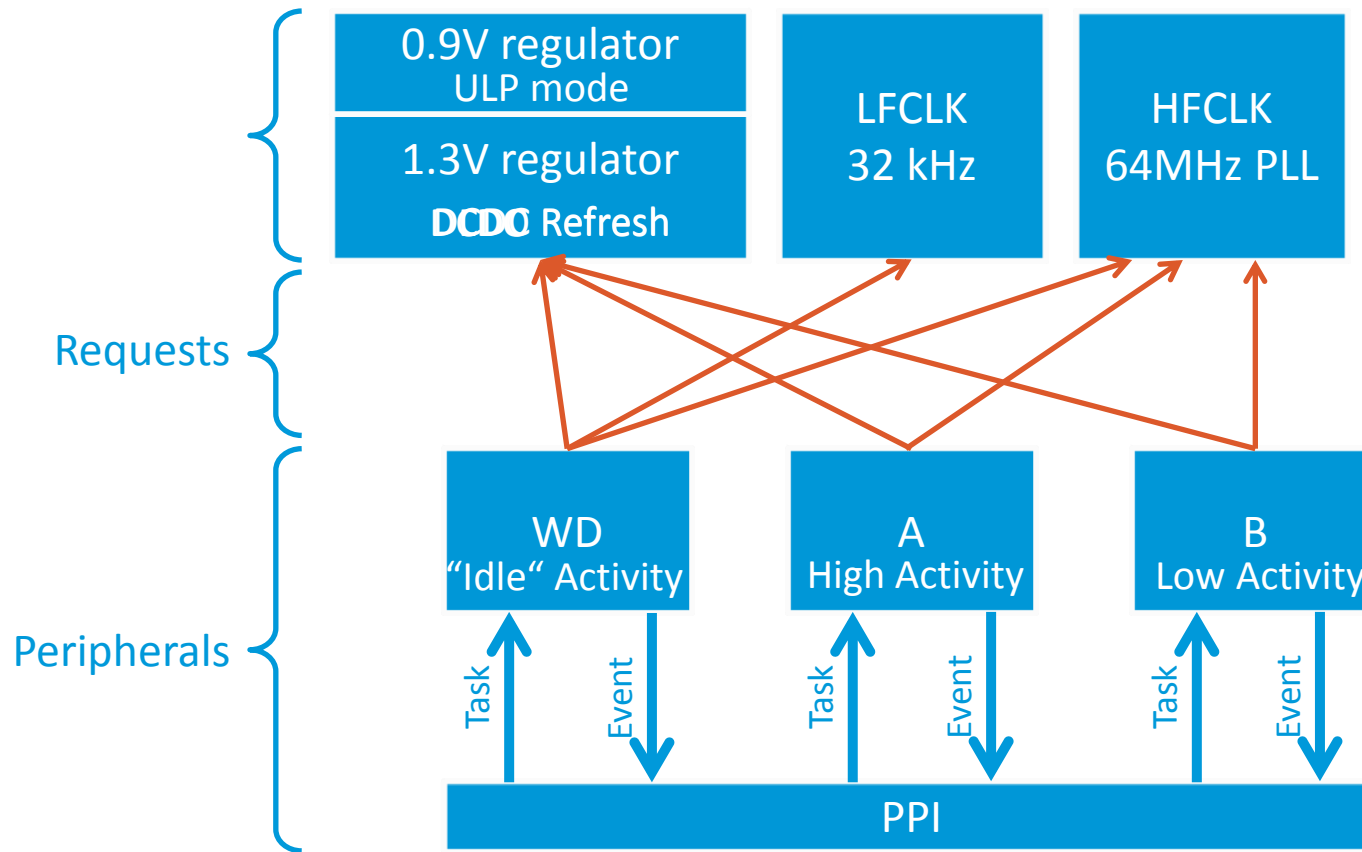 0.9V regulator
ULP mode
1.3V regulator
DCDC Refresh
LFCLK
32 kHz
HFCLK
64MHz PLL
Requests
WD
“Idle“ Activity
A
High Activity
B
Low Activity
Peripherals
Task
Event
Task
Event
Task
Event
PPI